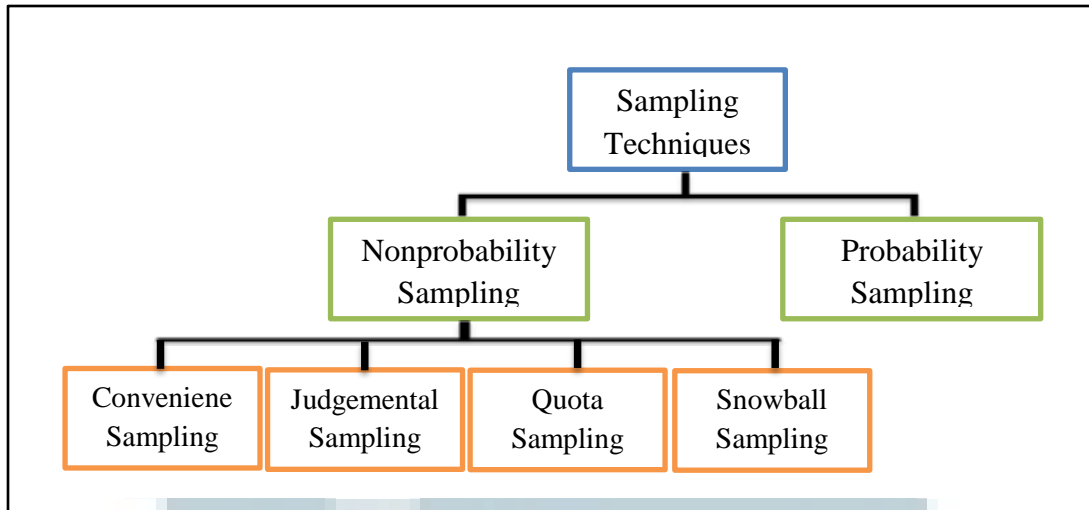 Sampling
Techniques
Nonprobability
Sampling
Probability
Sampling
Conveniene
Sampling
Judgemental
Sampling
Quota
Sampling
Snowball
Sampling